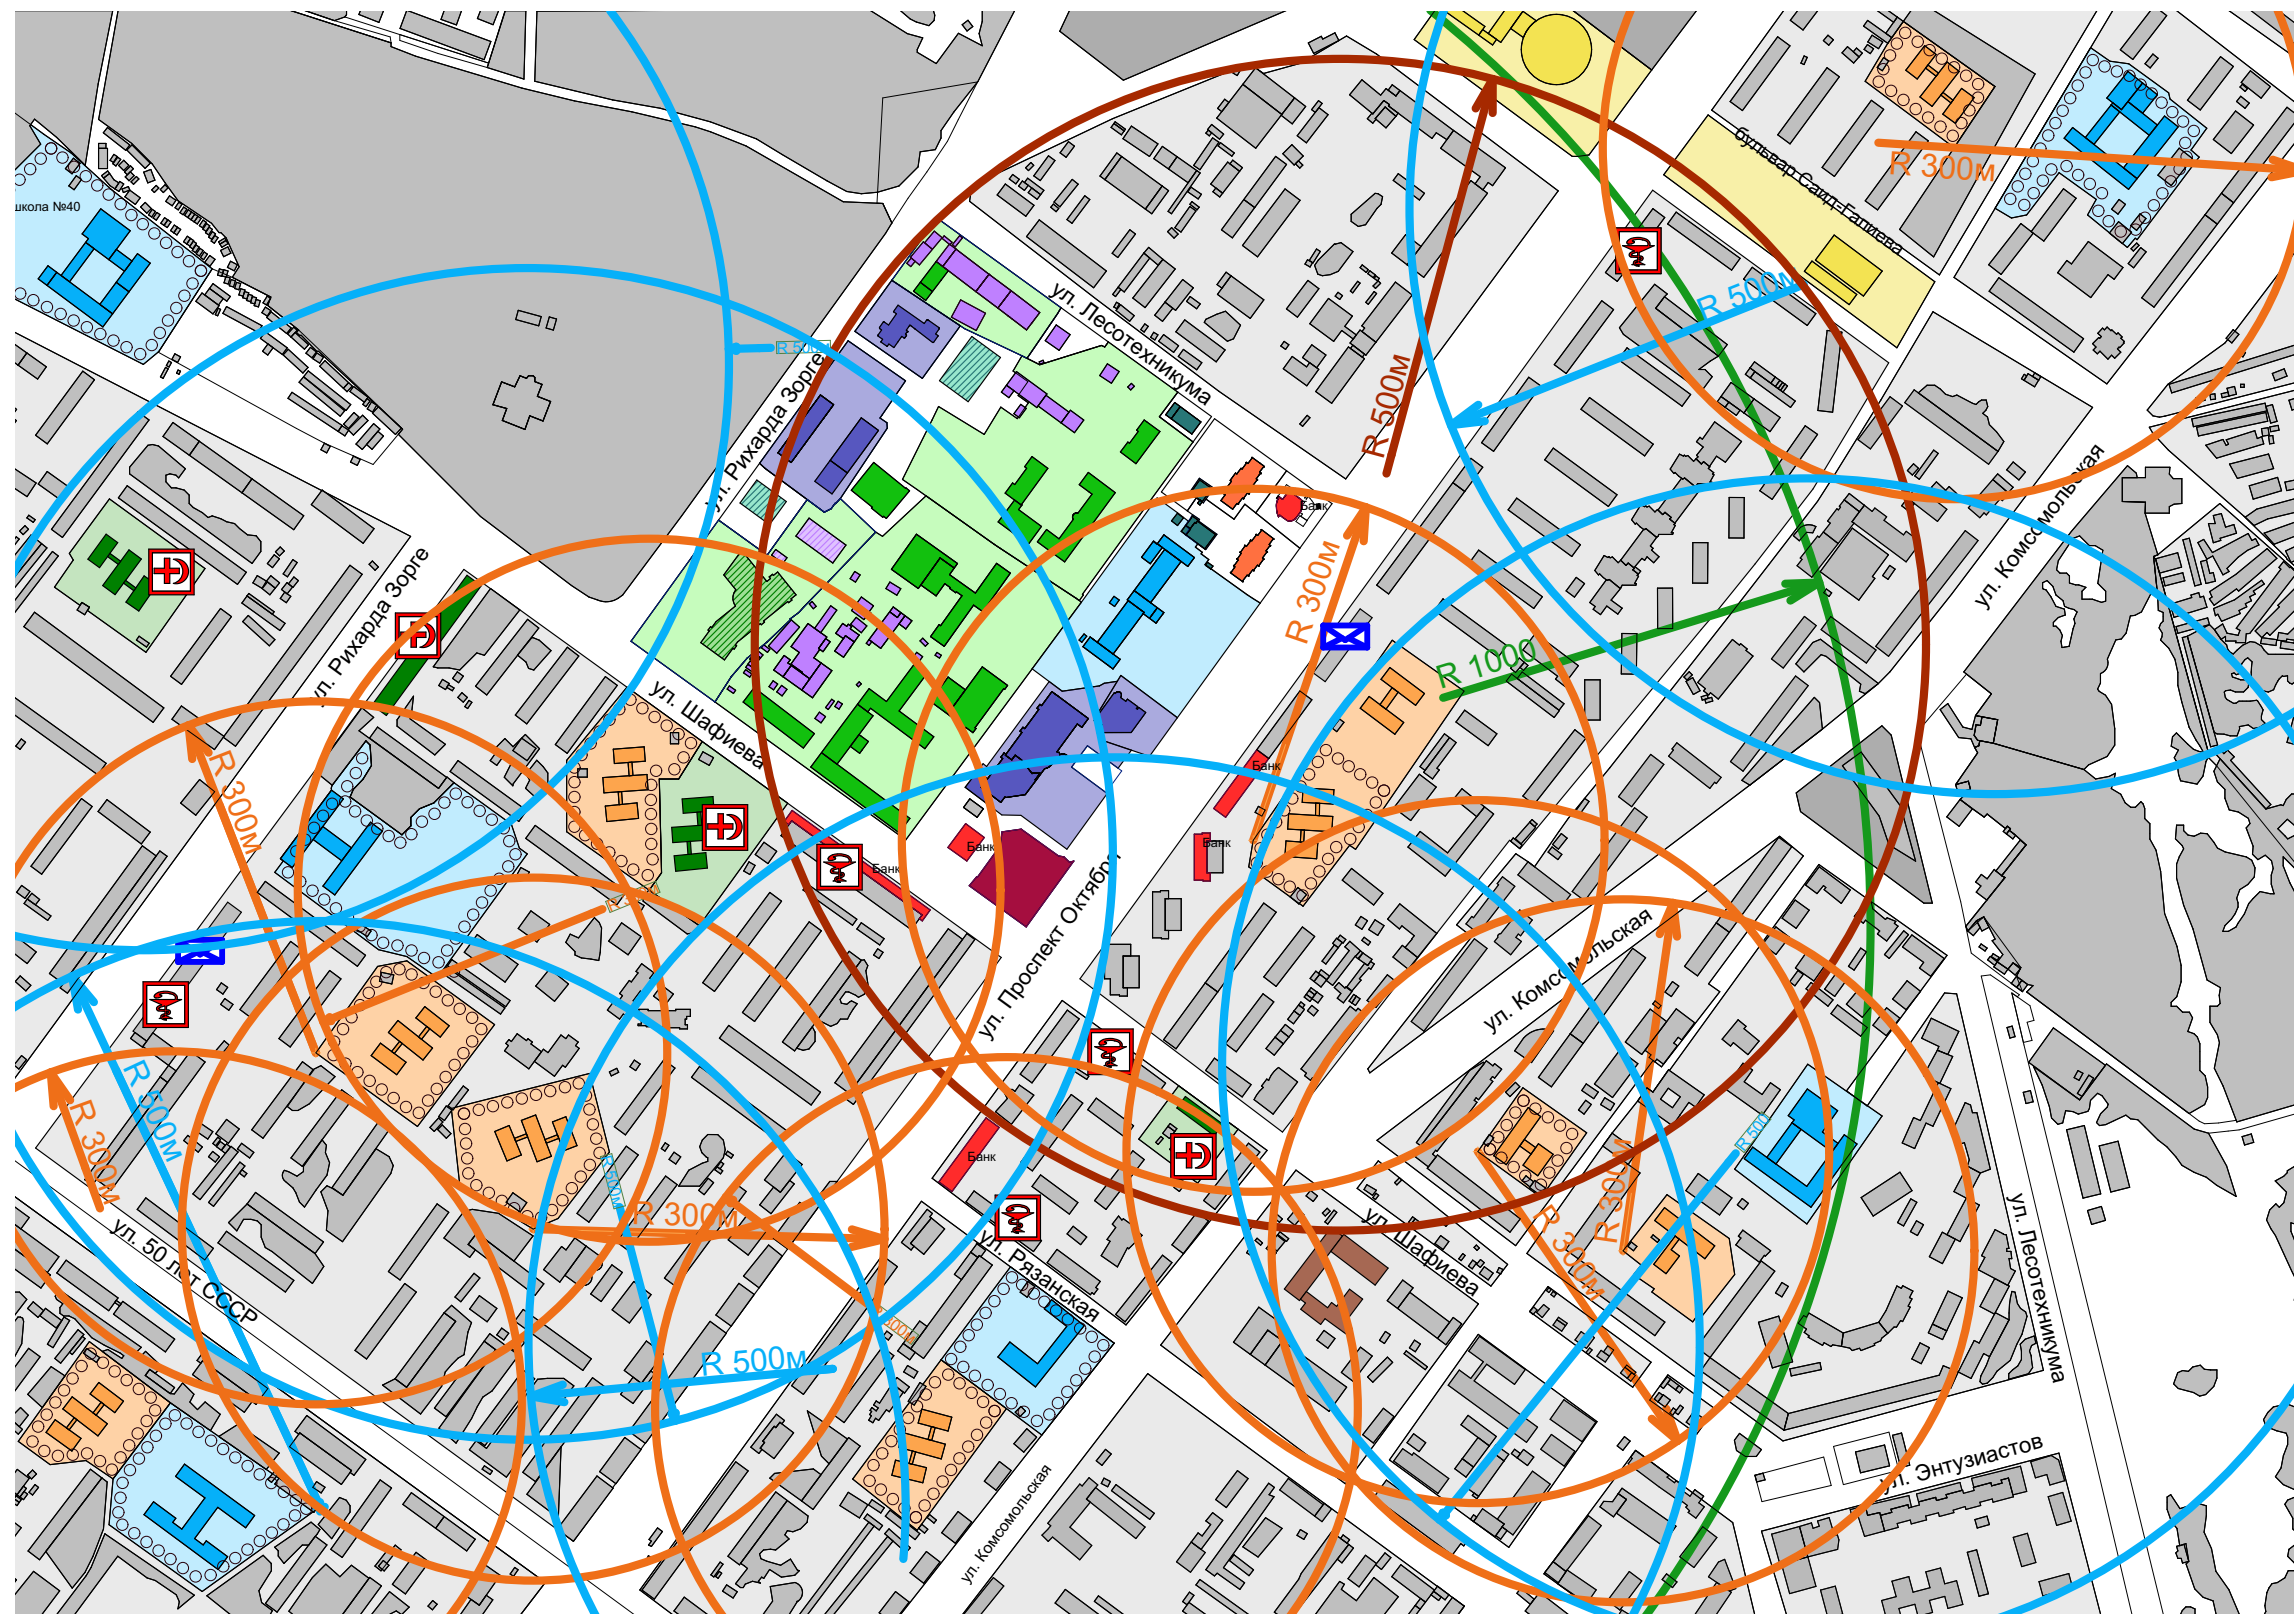 бульвар Саид-Галиева
R 300м
школа №40
R 500м
ул. Лесотехникума
ул. Рихарда Зорге
R 500м
ул. Комсомольская
Банк
R 300м
ул. Рихарда Зорге
R 1000
ул. Шафиева
R 300м
Банк
Банк
Банк
Банк
ул. Проспект Октября
ул. Комсомольская
R 500м
R 300м
R 500
R 300м
Банк
R 500м
R 300м
R 300м
ул. 50 лет СССР
ул. Рязанская
ул. Шафиева
ул. Лесотехникума
R 500м
ул. Энтузиастов
ул. Комсомольская